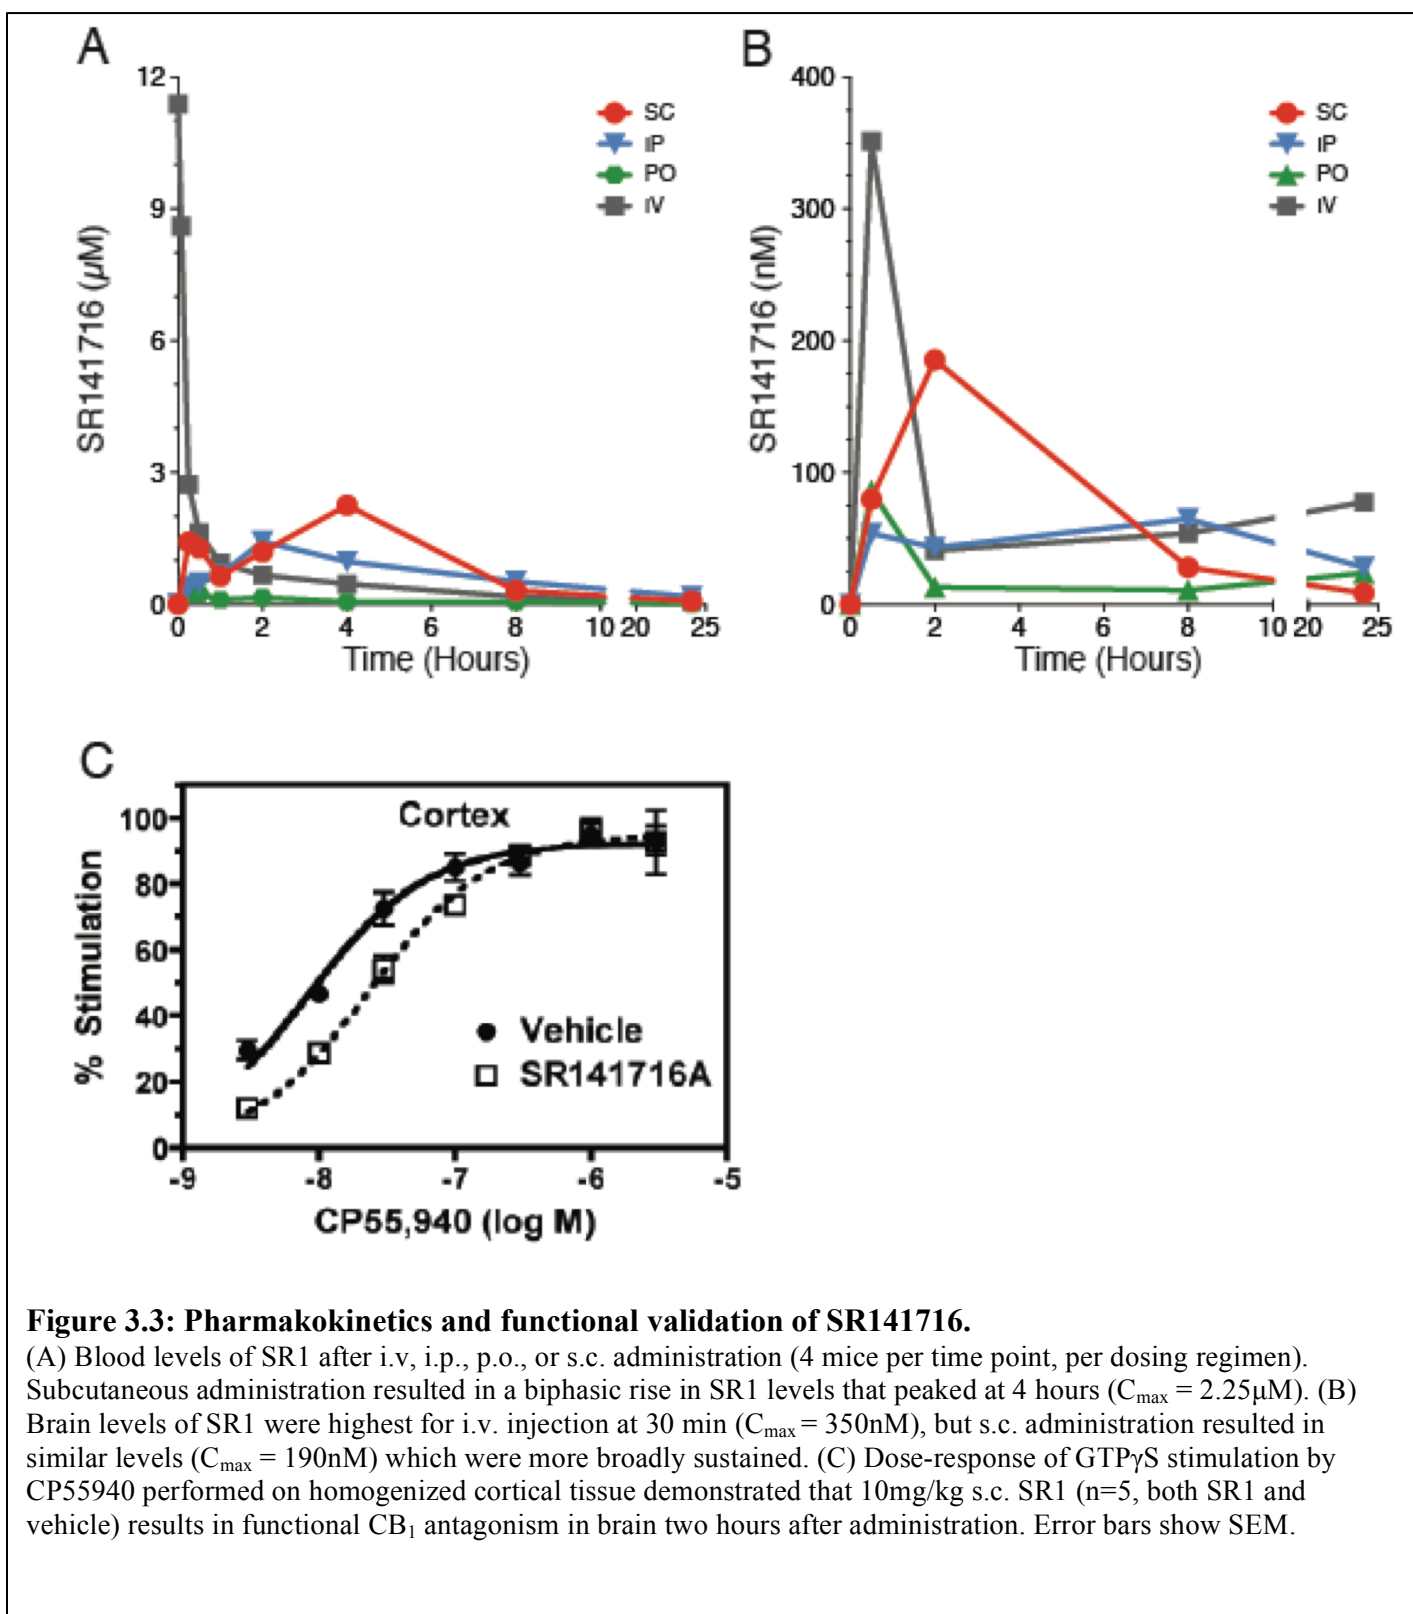 A
12
9
6
3
0
SR141716 (µM)
SC
IP
PO
IV
0 2 4 6 8 10 20 25
Time (Hours)
B
400
300
200
100
0
SR141716 (nM)
SC
IP
PO
IV
0 2 4 6 8 10 20 25
Time (Hours)
C
100
80
60
40
20
0
% Stimulation
Cortex
Vehicle
SR141716A
-9 -8 -7 -6 -5
CP55,940 (log M)
Figure 3.3: Pharmakokinetics and functional validation of SR141716.
(A) Blood levels of SR1 after i.v, i.p., p.o., or s.c. administration (4 mice per time point, per dosing regimen).
Subcutaneous administration resulted in a biphasic rise in SR1 levels that peaked at 4 hours (Cmax = 2.25µM). (B)
Brain levels of SR1 were highest for i.v. injection at 30 min (Cmax = 350nM), but s.c. administration resulted in
similar levels (Cmax = 190nM) which were more broadly sustained. (C) Dose-response of GTPγS stimulation by
CP55940 performed on homogenized cortical tissue demonstrated that 10mg/kg s.c. SR1 (n=5, both SR1 and
vehicle) results in functional CB1 antagonism in brain two hours after administration. Error bars show SEM.